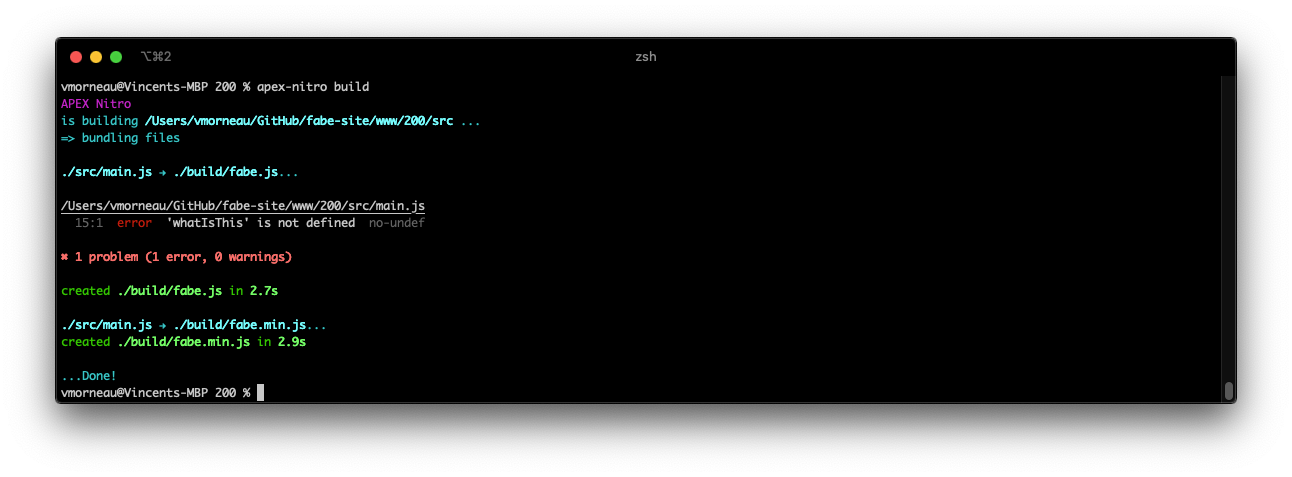 ⌥⌘2 zsh
vmorneau@Vincents-MBP 200 % apex-nitro build
APEX Nitro
is building /Users/vmorneau/GitHub/fabe-site/www/200/src ...
=> bundling files
./src/main.js → ./build/fabe.js...
/Users/vmorneau/GitHub/fabe-site/www/200/src/main.js
15:1 error 'whatIsThis' is not defined no-undef
✖ 1 problem (1 error, 0 warnings)
created ./build/fabe.js in 2.7s
./src/main.js → ./build/fabe.min.js...
created ./build/fabe.min.js in 2.9s
...Done!
vmorneau@Vincents-MBP 200 %